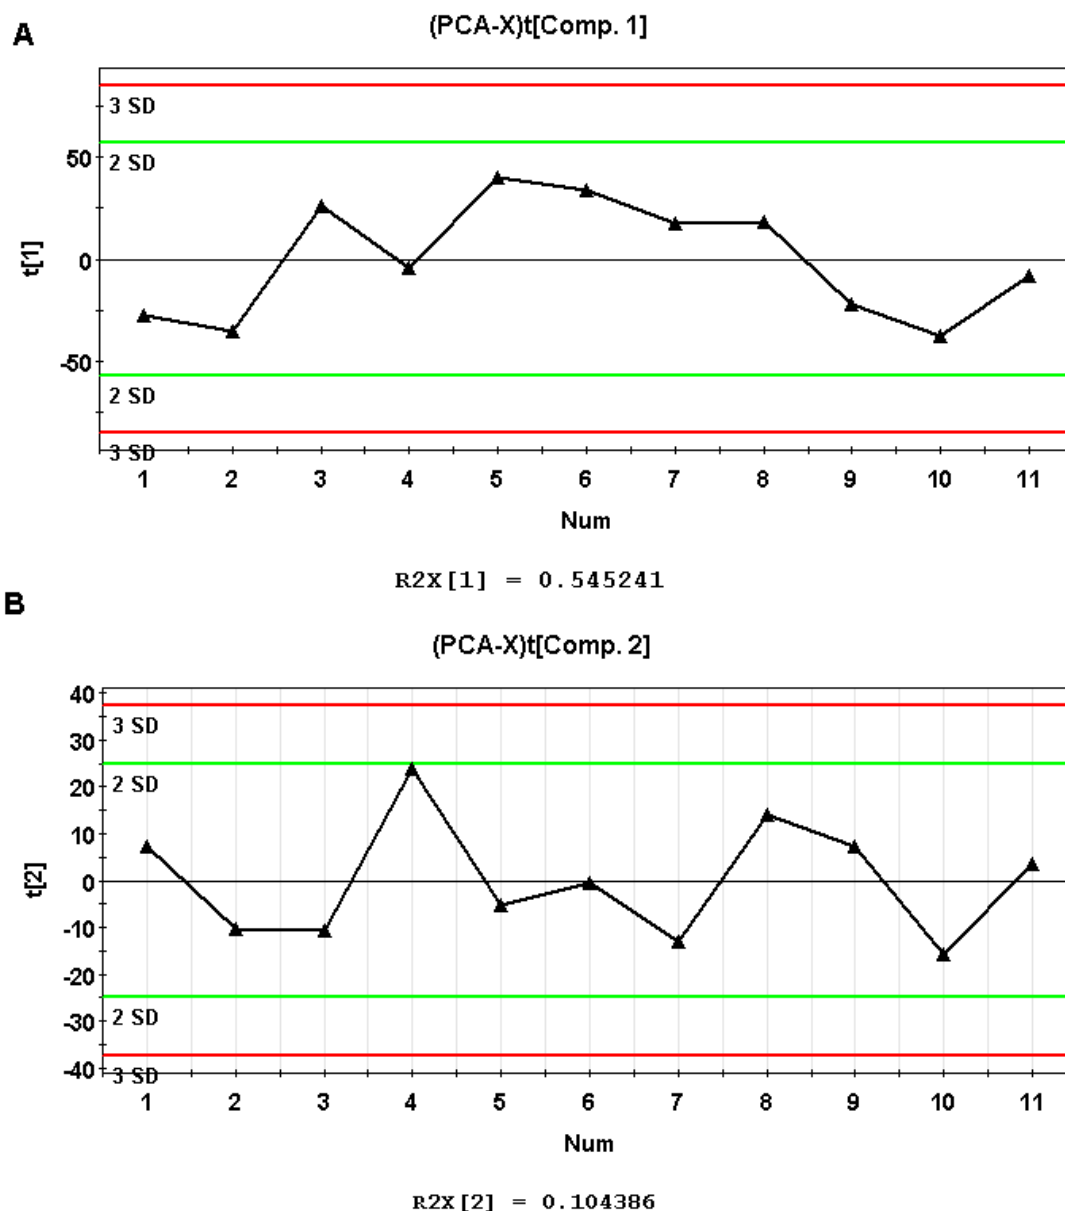 A
(PCA-X)t[Comp. 1]
3 SD
50
2 SD
t[1]
0
-50
2 SD
3 SD
1 2 3 4 5 6 7 8 9 10 11
Num
R2X[1] = 0.545241
B
(PCA-X)t[Comp. 2]
40
3 SD
30
2 SD
20
10
t[2]
0
-10
-20
2 SD
-30
-40
3 SD
1 2 3 4 5 6 7 8 9 10 11
Num
R2X[2] = 0.104386